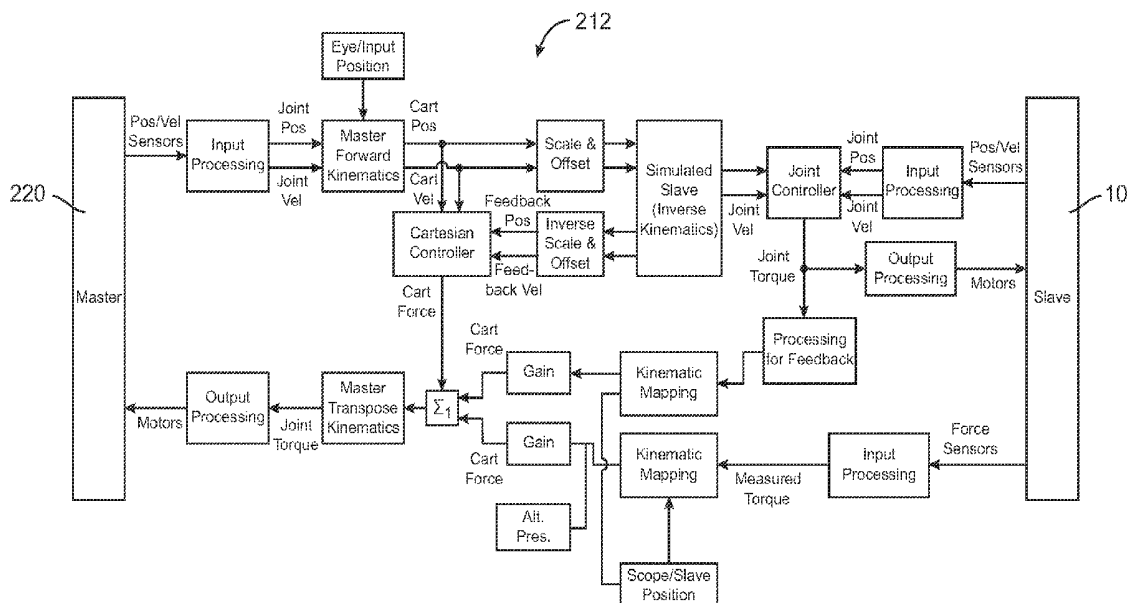 212
Eye/Input
Position
Pos/Vel
Sensors
Input
Processing
Joint
Pos
Joint
Vel
Master
Forward
Kinematics
Cart
Pos
Cart
Vel
Scale &
Offset
Simulated
Slave
(Inverse
Kinematics)
Joint
Vel
Joint
Controller
Joint
Pos
Joint
Vel
Input
Processing
Pos/Vel
Sensors
220
10
Cartesian
Controller
Feedback
Pos
Feed-
back Vel
Inverse
Scale &
Offset
Joint
Torque
Output
Processing
Motors
Master
Slave
Cart
Force
Processing
for Feedback
Cart
Force
Gain
Kinematic
Mapping
Motors
Output
Processing
Joint
Torque
Master
Transpose
Kinematics
Σ1
Cart
Force
Gain
Kinematic
Mapping
Measured
Torque
Input
Processing
Force
Sensors
Alt.
Pres.
Scope/Slave
Position